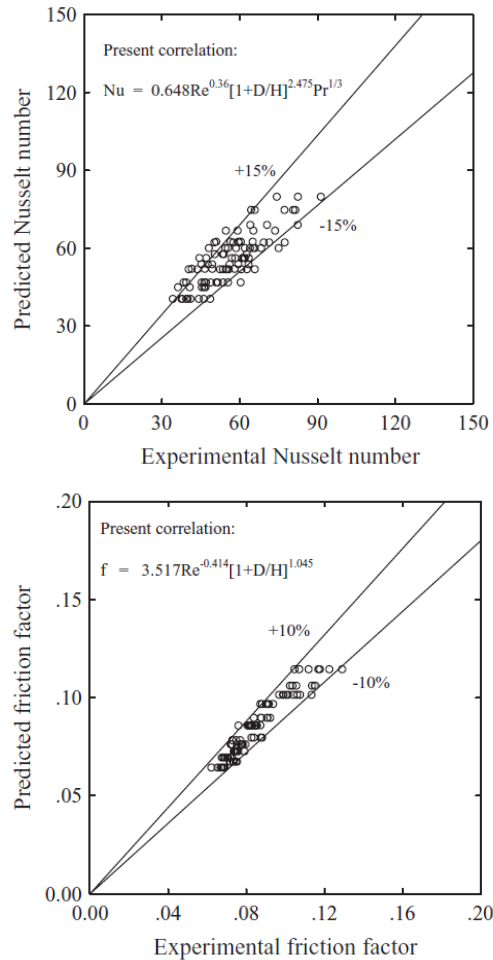 150
Present correlation:
Nu = 0.648Re^0.36[1+D/H]^2.475Pr^1/3
120
90
+15%
-15%
60
30
0
0 30 60 90 120 150
Predicted Nusselt number
Experimental Nusselt number
.20
Present correlation:
f = 3.517Re^-0.414[1+D/H]^1.045
.15
+10%
-10%
.10
.05
0.00
0.00 .04 .08 .12 .16 .20
Predicted friction factor
Experimental friction factor